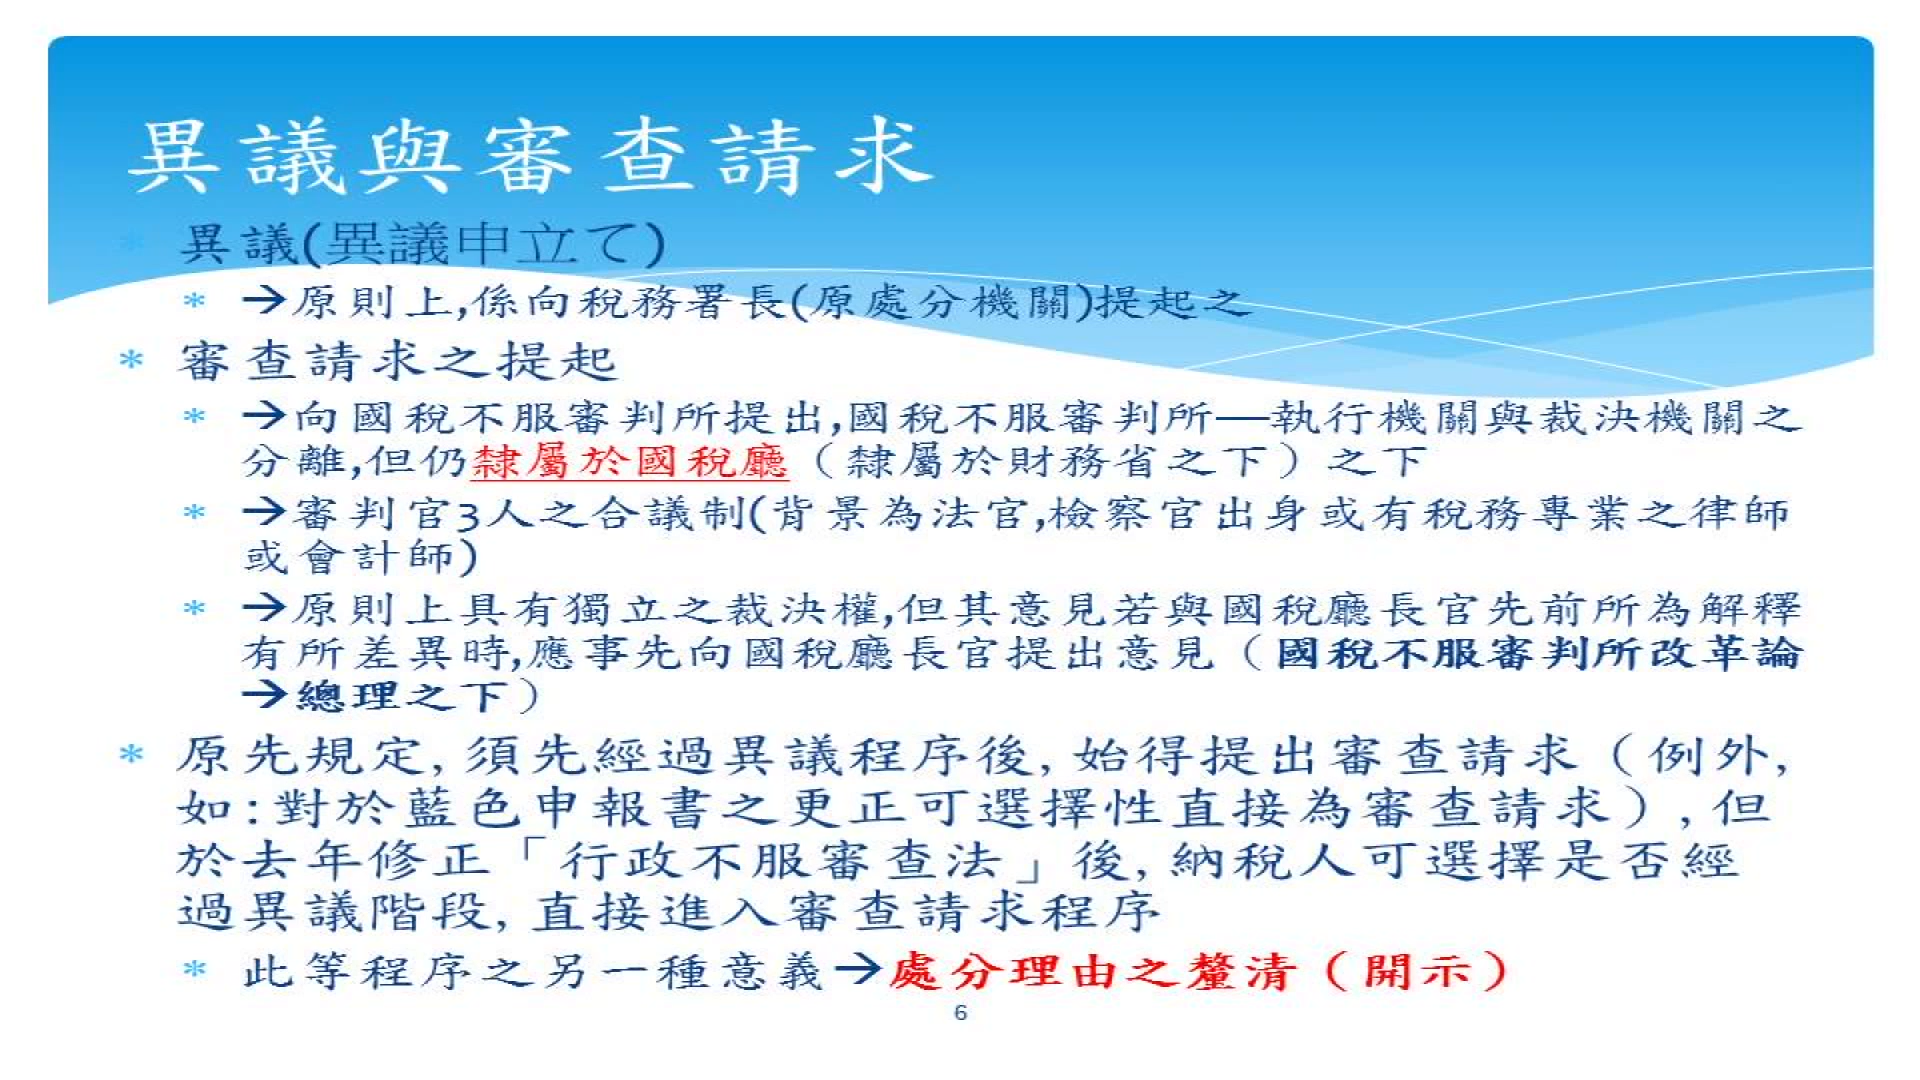 異議與審查請求
* 異議(異議申立て)
* →原則上,係向稅務署長(原處分機關)提起之
* 審查請求之提起
* →向國稅不服審判所提出,國稅不服審判所—執行機關與裁決機關之
分離,但仍隸屬於國稅廳（隸屬於財務省之下）之下
* →審判官3人之合議制(背景為法官,檢察官出身或有稅務專業之律師
或會計師)
* →原則上具有獨立之裁決權,但其意見若與國稅廳長官先前所為解釋
有所差異時,應事先向國稅廳長官提出意見（國稅不服審判所改革論
→總理之下）
* 原先規定,須先經過異議程序後,始得提出審查請求（例外,
如:對於藍色申報書之更正可選擇性直接為審查請求）,但
於去年修正「行政不服審查法」後,納稅人可選擇是否經
過異議階段,直接進入審查請求程序
* 此等程序之另一種意義→處分理由之釐清（開示）
6